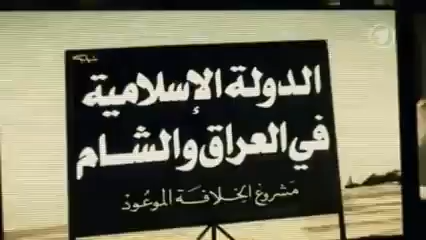 الدولة الإسلامية
في العراق والشام
مشروع الخلافة الموعود